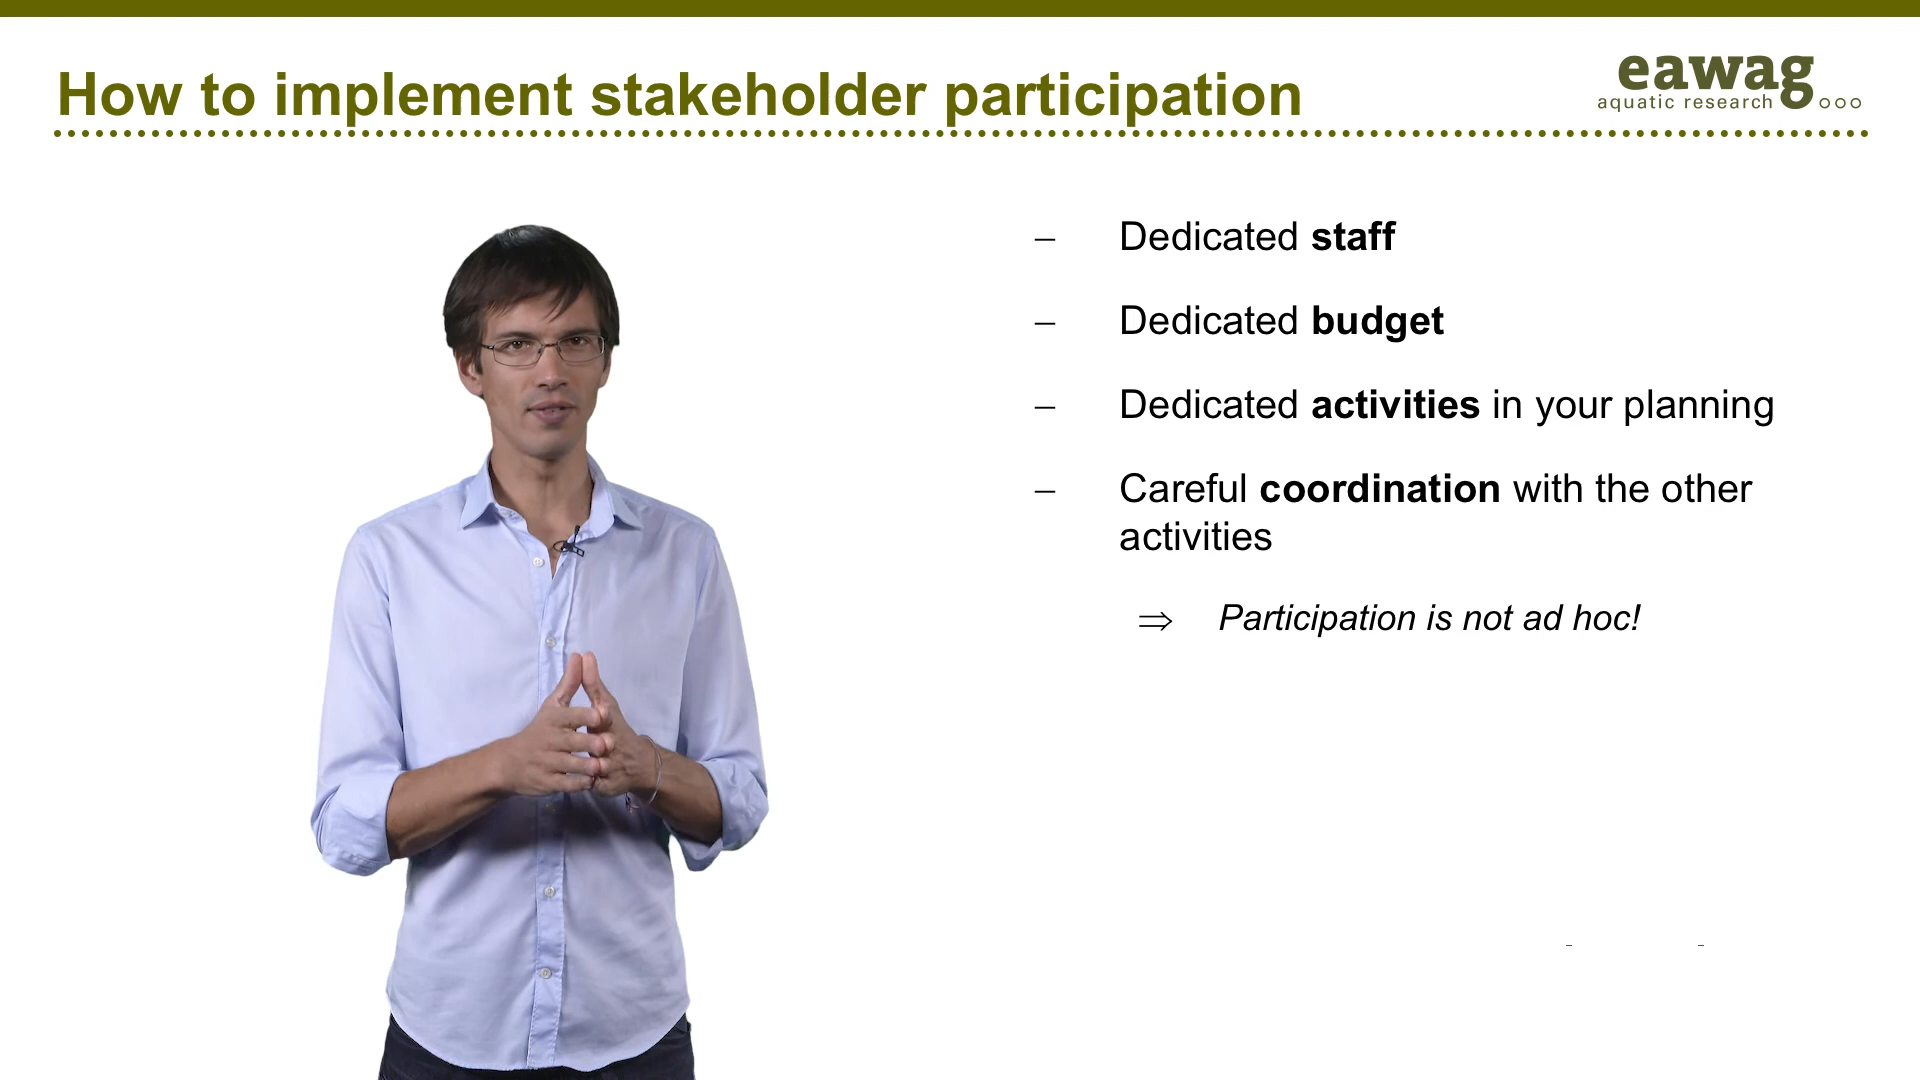 How to implement stakeholder participation
eawag
aquatic research
– Dedicated staff
– Dedicated budget
– Dedicated activities in your planning
– Careful coordination with the other
activities
⇒ Participation is not ad hoc!